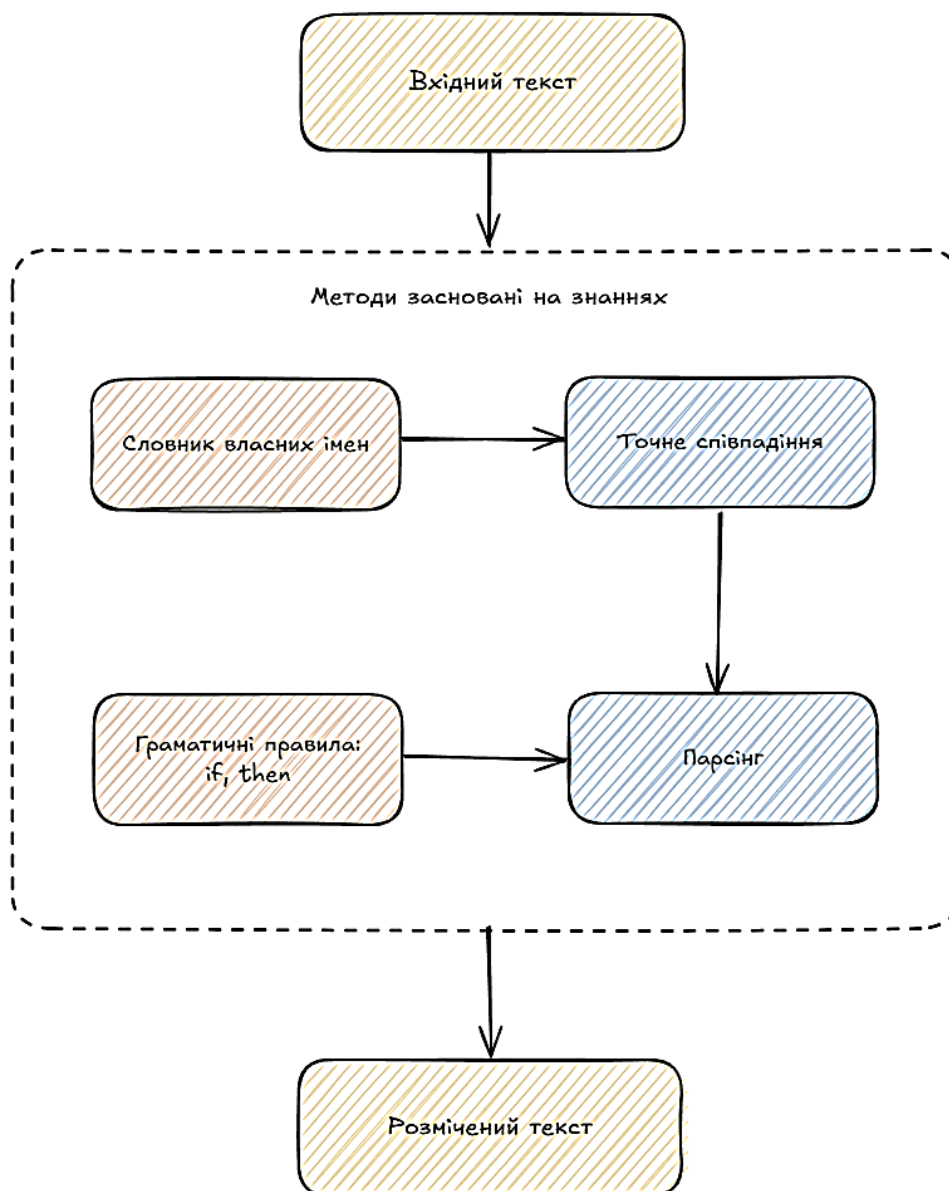 Вхідний текст
Методи засновані на знаннях
Словник власних імен
Точне співпадіння
Граматичні правила:
if, then
Парсінг
Розмічений текст